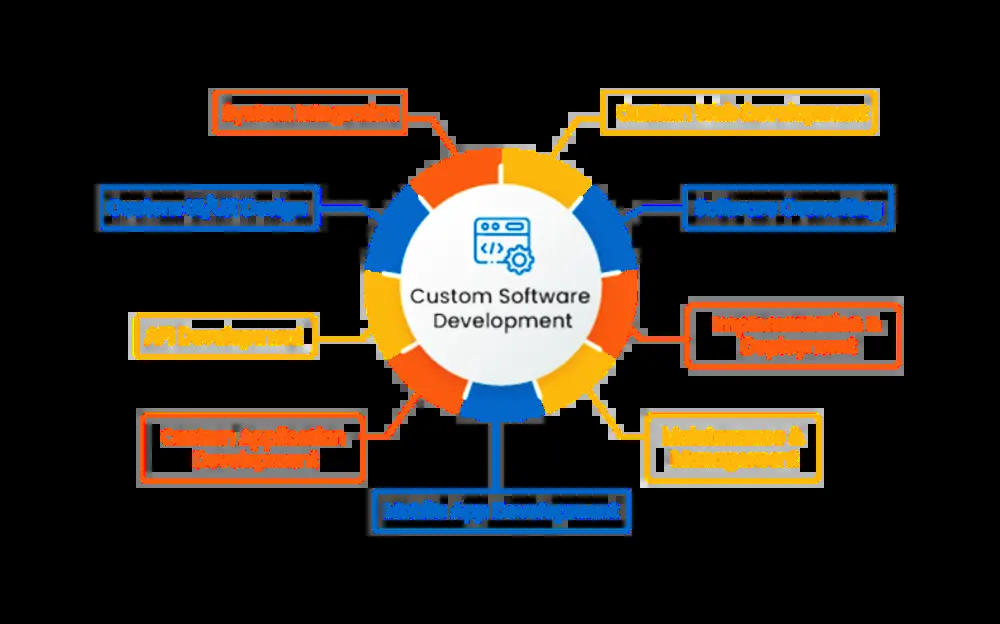 System Integration
Custom Web Development
Custom UI/UX Design
Software Consulting
Custom Software
Development
API Development
Implementation &
Deployment
Custom Application
Development
Maintenance &
Management
Mobile App Development